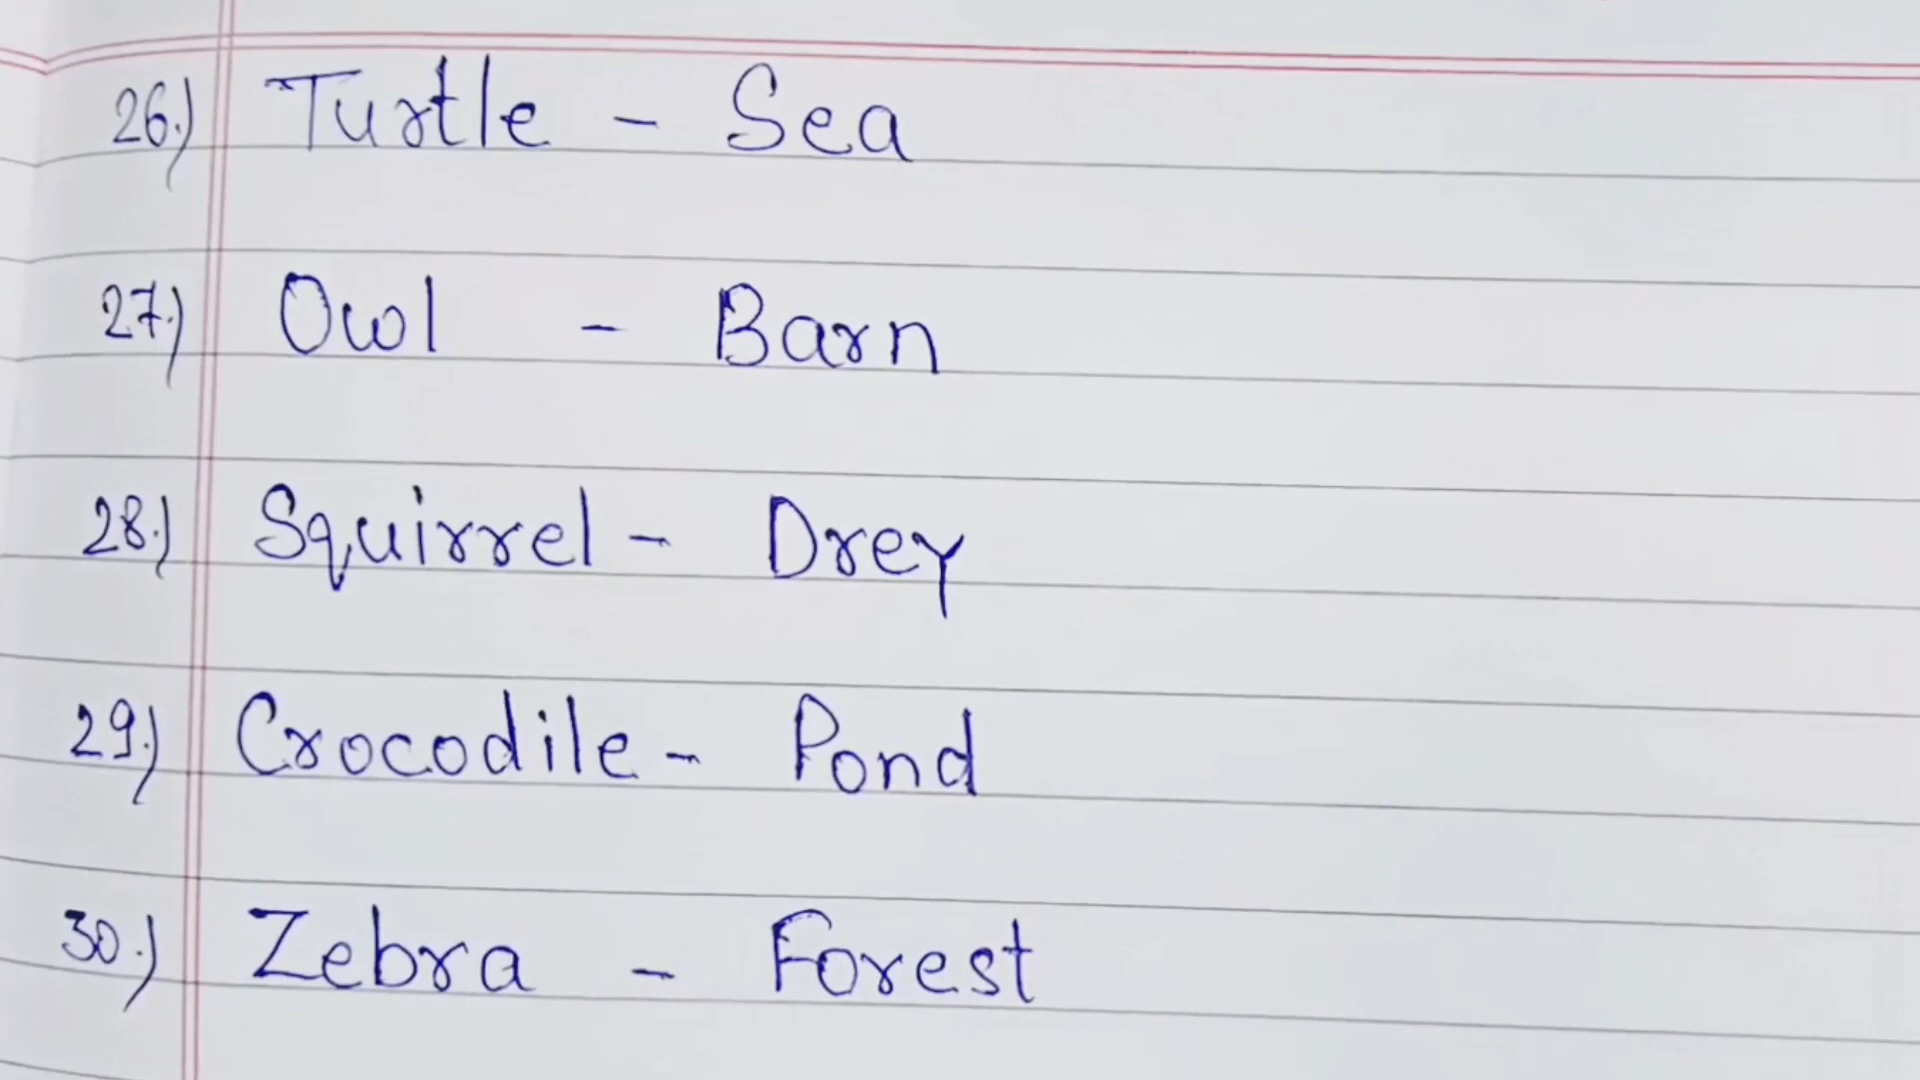 26.) Turtle - Sea
27.) Owl - Barn
28.) Squirrel - Drey
29.) Crocodile - Pond
30.) Zebra - Forest